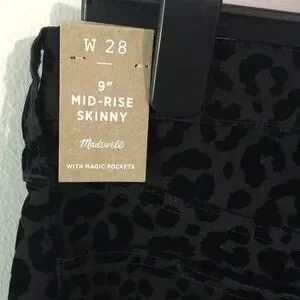 W 28
9"
MID-RISE
SKINNY
Madewell
WITH MAGIC POCKETS